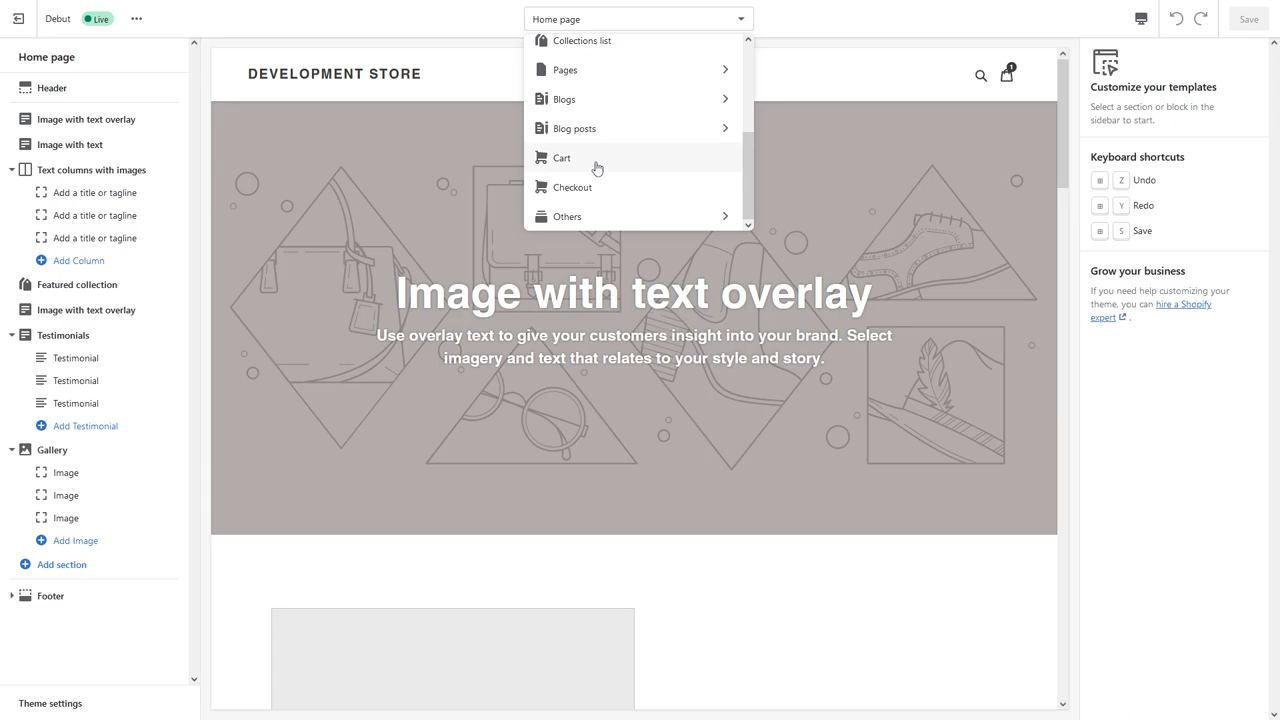 Debut
Live
Home page
Save
Home page
Header
Image with text overlay
Image with text
Text columns with images
Add a title or tagline
Add a title or tagline
Add a title or tagline
Add Column
Featured collection
Image with text overlay
Testimonials
Testimonial
Testimonial
Testimonial
Add Testimonial
Gallery
Image
Image
Image
Add Image
Add section
Footer
Theme settings
Collections list
Pages
Blogs
Blog posts
Cart
Checkout
Others
DEVELOPMENT STORE
1
Image with text overlay
Use overlay text to give your customers insight into your brand. Select
imagery and text that relates to your style and story.
Customize your templates
Select a section or block in the
sidebar to start.
Keyboard shortcuts
Z Undo
Y Redo
S Save
Grow your business
If you need help customizing your
theme, you can hire a Shopify
expert .